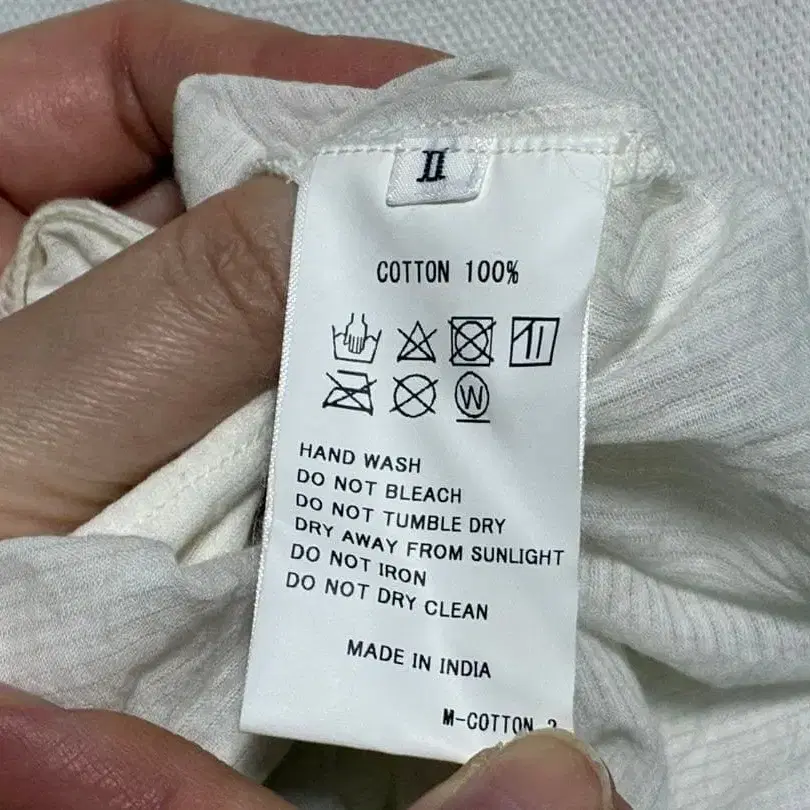 II
COTTON 100%
W
HAND WASH
DO NOT BLEACH
DO NOT TUMBLE DRY
DRY AWAY FROM SUNLIGHT
DO NOT IRON
DO NOT DRY CLEAN
MADE IN INDIA
M-COTTON